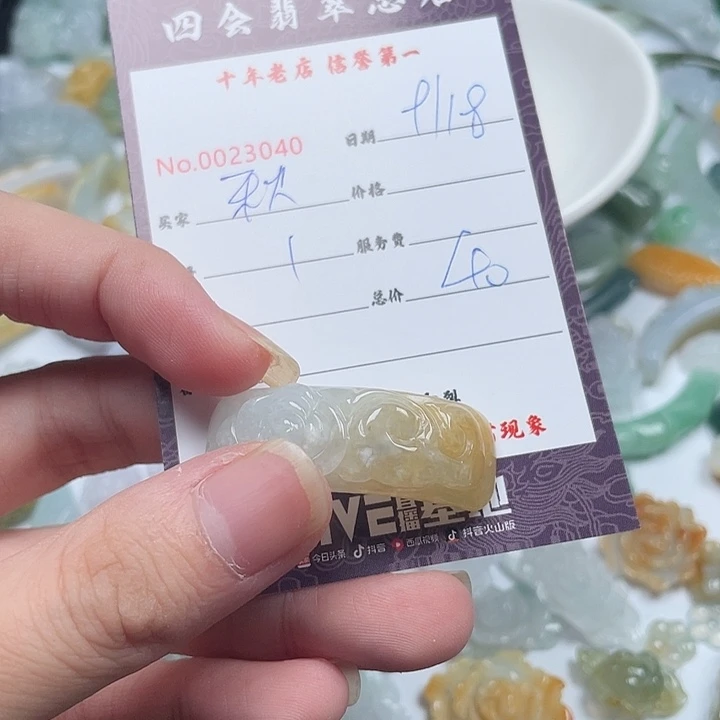 四会翡翠
十年老店 信誉第一
日期 9/18
No.0023040
买家 秋 价格
1 服务费
总价 40
现象
今日头条 抖音 西瓜视频 抖音火山版